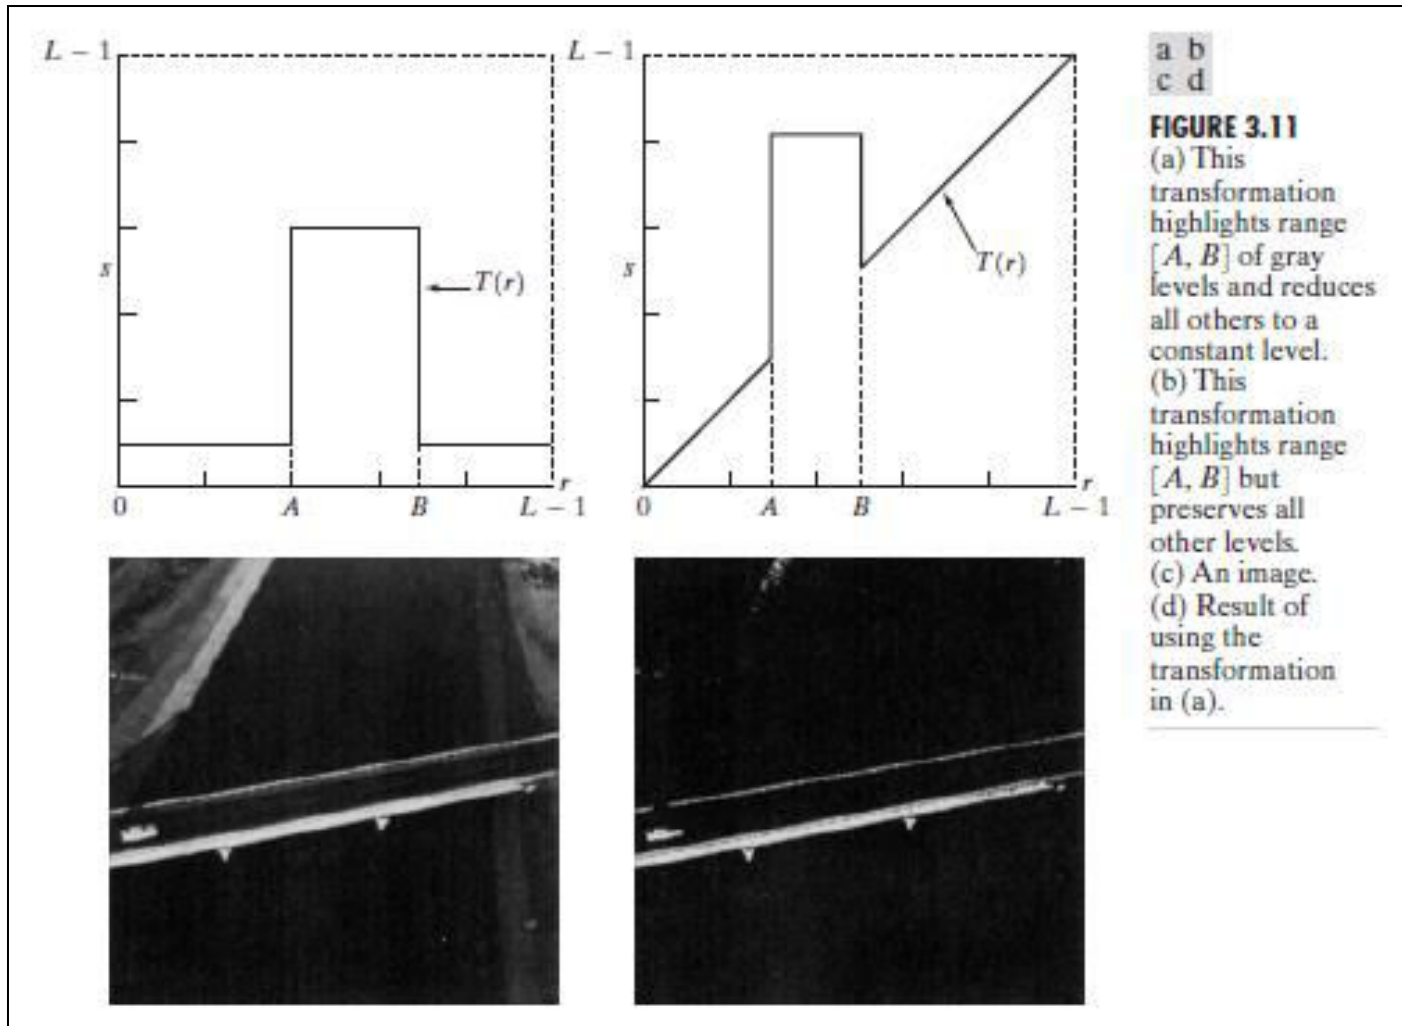 L – 1
s
T(r)
0 A B L – 1
r
L – 1
s
T(r)
0 A B L – 1
r
a b
c d
FIGURE 3.11
(a) This
transformation
highlights range
[A, B] of gray
levels and reduces
all others to a
constant level.
(b) This
transformation
highlights range
[A, B] but
preserves all
other levels.
(c) An image.
(d) Result of
using the
transformation
in (a).